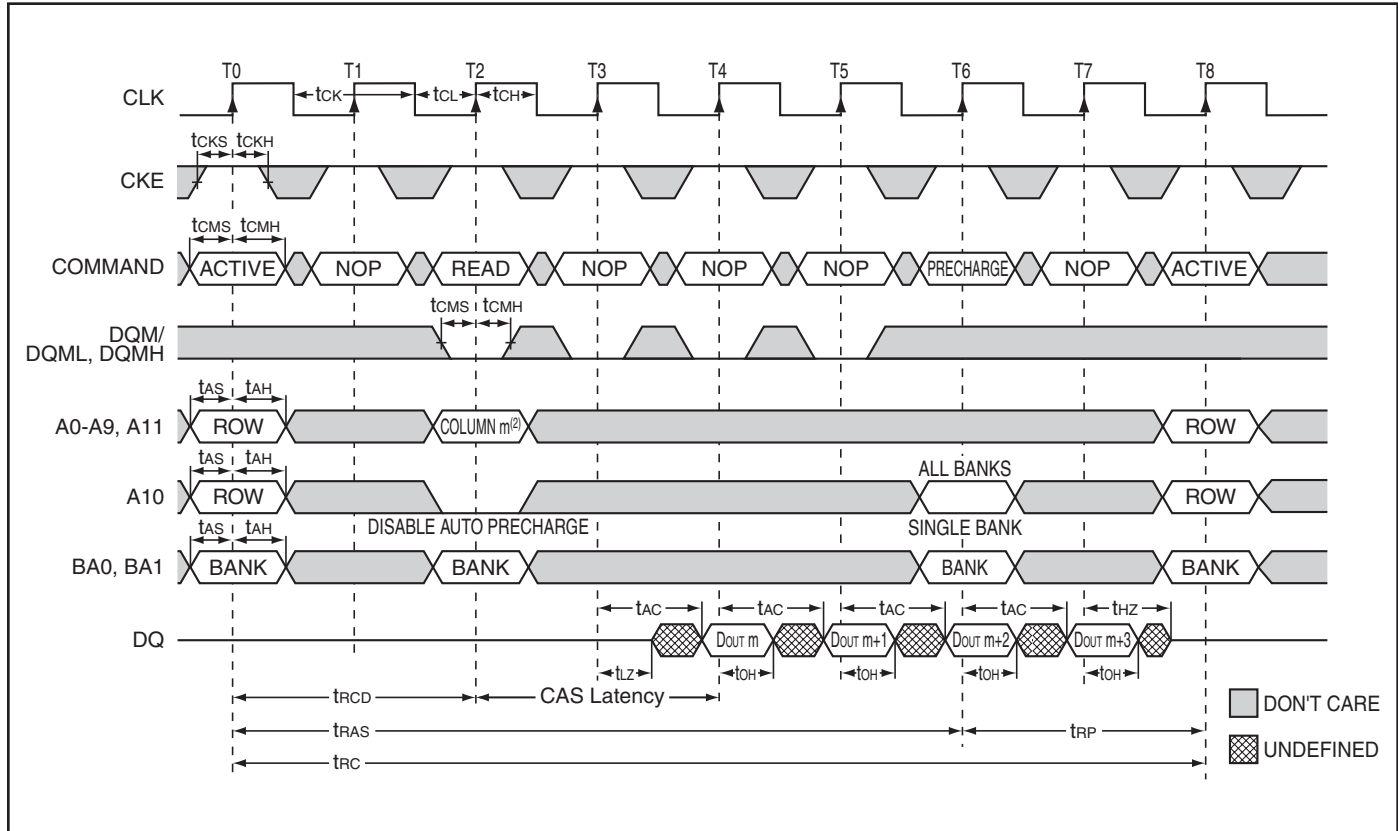 T0 T1 T2 T3 T4 T5 T6 T7 T8
CLK
tCK tCL tCH
tCKS tCKH
CKE
tCMS tCMH
COMMAND ACTIVE NOP READ NOP NOP NOP PRECHARGE NOP ACTIVE
tCMS tCMH
DQM/
DQML, DQMH
tAS tAH
A0-A9, A11 ROW COLUMN m(2) ROW
tAS tAH
ALL BANKS
A10 ROW ROW
DISABLE AUTO PRECHARGE SINGLE BANK
tAS tAH
BA0, BA1 BANK BANK BANK BANK
tAC tAC tAC tAC tHZ
DQ DOUT m DOUT m+1 DOUT m+2 DOUT m+3
tLZ tOH tOH tOH tOH
tRCD CAS Latency
DON'T CARE
tRAS tRP
UNDEFINED
tRC